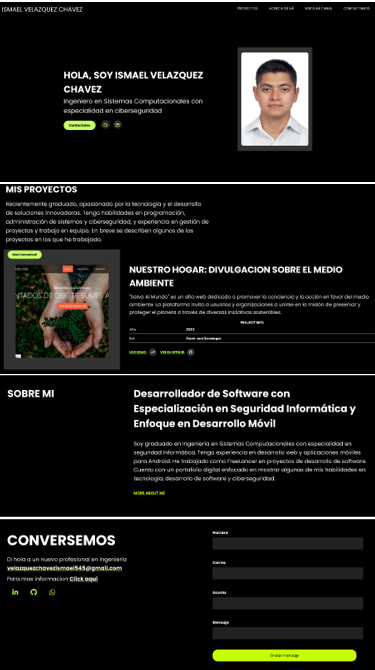 ISMAEL VELAZQUEZ CHAVEZ
PROYECTOS ACERCA DE MI VISITA MI CANAL CONTACTANOS
HOLA, SOY ISMAEL VELAZQUEZ
CHAVEZ
Ingeniero en Sistemas Computacionales con
especialidad en ciberseguridad
Contactame
MIS PROYECTOS
Recientemente graduado, apasionado por la tecnología y el desarrollo
de soluciones innovadoras. Tengo habilidades en programación,
administración de sistemas y ciberseguridad, y experiencia en gestión de
proyectos y trabajo en equipo. En breve se describen algunos de los
proyectos en los que he trabajado.
NTADOS DE QUE TE SUMES A
NUESTRO HOGAR: DIVULGACION SOBRE EL MEDIO
AMBIENTE
"Salva Al Mundo" es un sitio web dedicado a promover la conciencia y la acción en favor del medio
ambiente. La plataforma invita a usuarios y organizaciones a unirse en la misión de preservar y
proteger el planeta a través de diversas iniciativas sostenibles.
PROJECT INFO
Año 2023
Rol Front-end Developer
LIVE DEMO VER EN GITHUB
SOBRE MI
Desarrollador de Software con
Especialización en Seguridad Informática y
Enfoque en Desarrollo Móvil
Soy graduado en Ingeniería en Sistemas Computacionales con especialidad en
seguridad informática. Tengo experiencia en desarrollo web y aplicaciones móviles
para Android. He trabajado como FreeLancer en proyectos de desarrollo de software.
Cuento con un portafolio digital enfocado en mostrar algunas de mis habilidades en
tecnología, desarrollo de software y ciberseguridad.
MORE ABOUT ME
CONVERSEMOS
Di hola a un nuevo profesional en ingenieria
velazquezchavezismael545@gmail.com
Para mas informacion Click aqui
Nombre
Correo
Asunto
Mensaje
Enviar mensaje